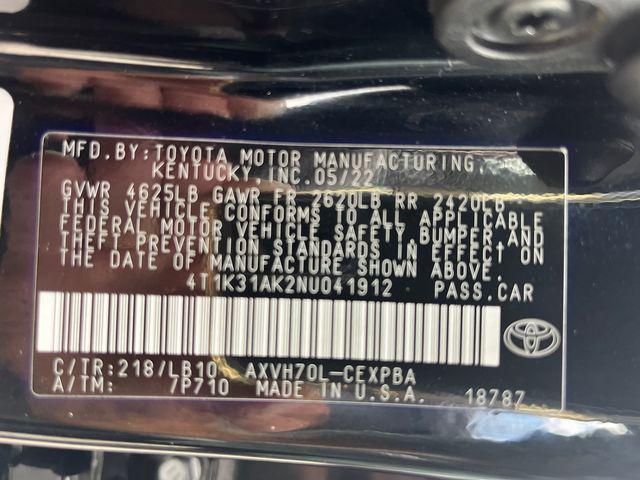 MFD.BY:TOYOTA MOTOR MANUFACTURING,
KENTUCKY, INC. 05/22
GVWR 4625LB GAWR FR 2620LB RR 2420LB
THIS VEHICLE CONFORMS TO ALL APPLICABLE
FEDERAL MOTOR VEHICLE SAFETY,BUMPER,AND
THEFT PREVENTION STANDARDS IN EFFECT ON
THE DATE OF MANUFACTURE SHOWN ABOVE.
PASS.CAR
C/TR:218/LB10 AXVH70L-CEXPBA
A/TM: 7P710 MADE IN U.S.A. 18787